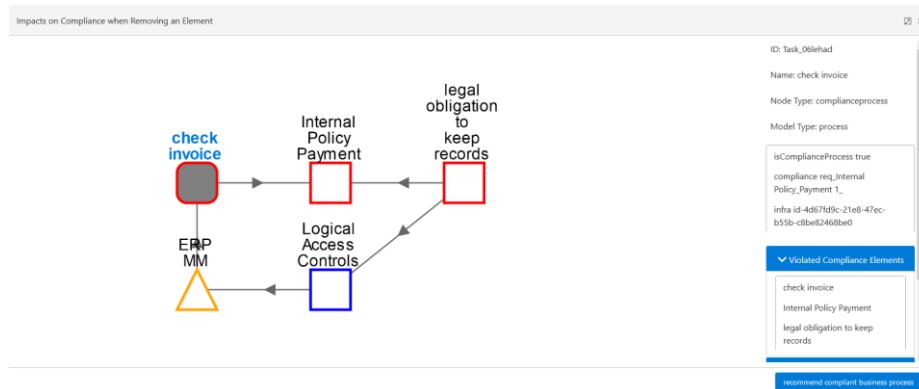 Impacts on Compliance when Removing an Element
legal
obligation
to
keep
records
Internal
Policy
Payment
check
invoice
Logical
Access
Controls
ERP
MM
ID: Task_06lehad
Name: check invoice
Node Type: complianceprocess
Model Type: process
isComplianceProcess true
compliance req_Internal
Policy_Payment 1_
infra id-4d67fd9c-21e8-47ec-
b55b-c8be82468be0
Violated Compliance Elements
check invoice
Internal Policy Payment
legal obligation to keep
records
recommend compliant business process